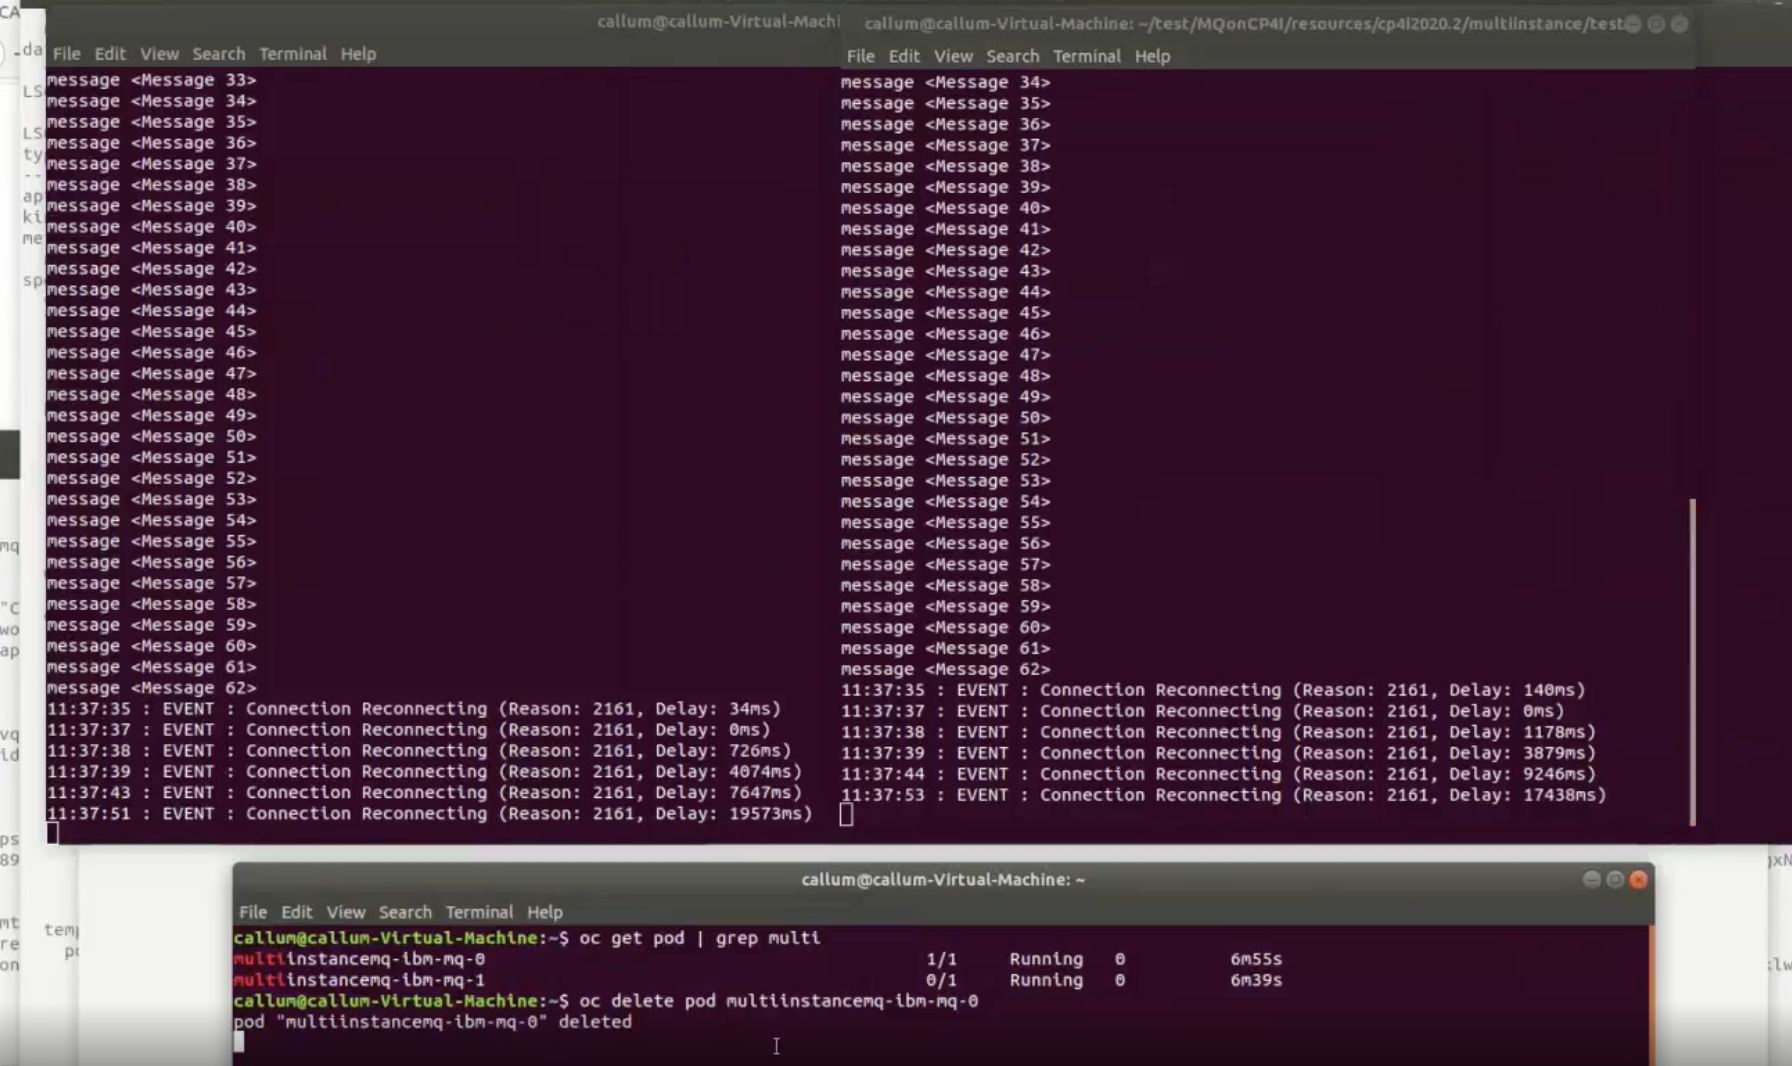 callum@callum-Virtual-Machi
File Edit View Search Terminal Help
message <Message 33>
message <Message 34>
message <Message 35>
message <Message 36>
message <Message 37>
message <Message 38>
message <Message 39>
message <Message 40>
message <Message 41>
message <Message 42>
message <Message 43>
message <Message 44>
message <Message 45>
message <Message 46>
message <Message 47>
message <Message 48>
message <Message 49>
message <Message 50>
message <Message 51>
message <Message 52>
message <Message 53>
message <Message 54>
message <Message 55>
message <Message 56>
message <Message 57>
message <Message 58>
message <Message 59>
message <Message 60>
message <Message 61>
message <Message 62>
11:37:35 : EVENT : Connection Reconnecting (Reason: 2161, Delay: 34ms)
11:37:37 : EVENT : Connection Reconnecting (Reason: 2161, Delay: 0ms)
11:37:38 : EVENT : Connection Reconnecting (Reason: 2161, Delay: 726ms)
11:37:39 : EVENT : Connection Reconnecting (Reason: 2161, Delay: 4074ms)
11:37:43 : EVENT : Connection Reconnecting (Reason: 2161, Delay: 7647ms)
11:37:51 : EVENT : Connection Reconnecting (Reason: 2161, Delay: 19573ms)
callum@callum-Virtual-Machine: ~/test/MQonCP4I/resources/cp4i2020.2/multiinstance/test
File Edit View Search Terminal Help
message <Message 34>
message <Message 35>
message <Message 36>
message <Message 37>
message <Message 38>
message <Message 39>
message <Message 40>
message <Message 41>
message <Message 42>
message <Message 43>
message <Message 44>
message <Message 45>
message <Message 46>
message <Message 47>
message <Message 48>
message <Message 49>
message <Message 50>
message <Message 51>
message <Message 52>
message <Message 53>
message <Message 54>
message <Message 55>
message <Message 56>
message <Message 57>
message <Message 58>
message <Message 59>
message <Message 60>
message <Message 61>
message <Message 62>
11:37:35 : EVENT : Connection Reconnecting (Reason: 2161, Delay: 140ms)
11:37:37 : EVENT : Connection Reconnecting (Reason: 2161, Delay: 0ms)
11:37:38 : EVENT : Connection Reconnecting (Reason: 2161, Delay: 1178ms)
11:37:39 : EVENT : Connection Reconnecting (Reason: 2161, Delay: 3879ms)
11:37:44 : EVENT : Connection Reconnecting (Reason: 2161, Delay: 9246ms)
11:37:53 : EVENT : Connection Reconnecting (Reason: 2161, Delay: 17438ms)
callum@callum-Virtual-Machine: ~
File Edit View Search Terminal Help
callum@callum-Virtual-Machine:~$ oc get pod | grep multi
multiinstancemq-ibm-mq-0 1/1 Running 0 6m55s
multiinstancemq-ibm-mq-1 0/1 Running 0 6m39s
callum@callum-Virtual-Machine:~$ oc delete pod multiinstancemq-ibm-mq-0
pod "multiinstancemq-ibm-mq-0" deleted